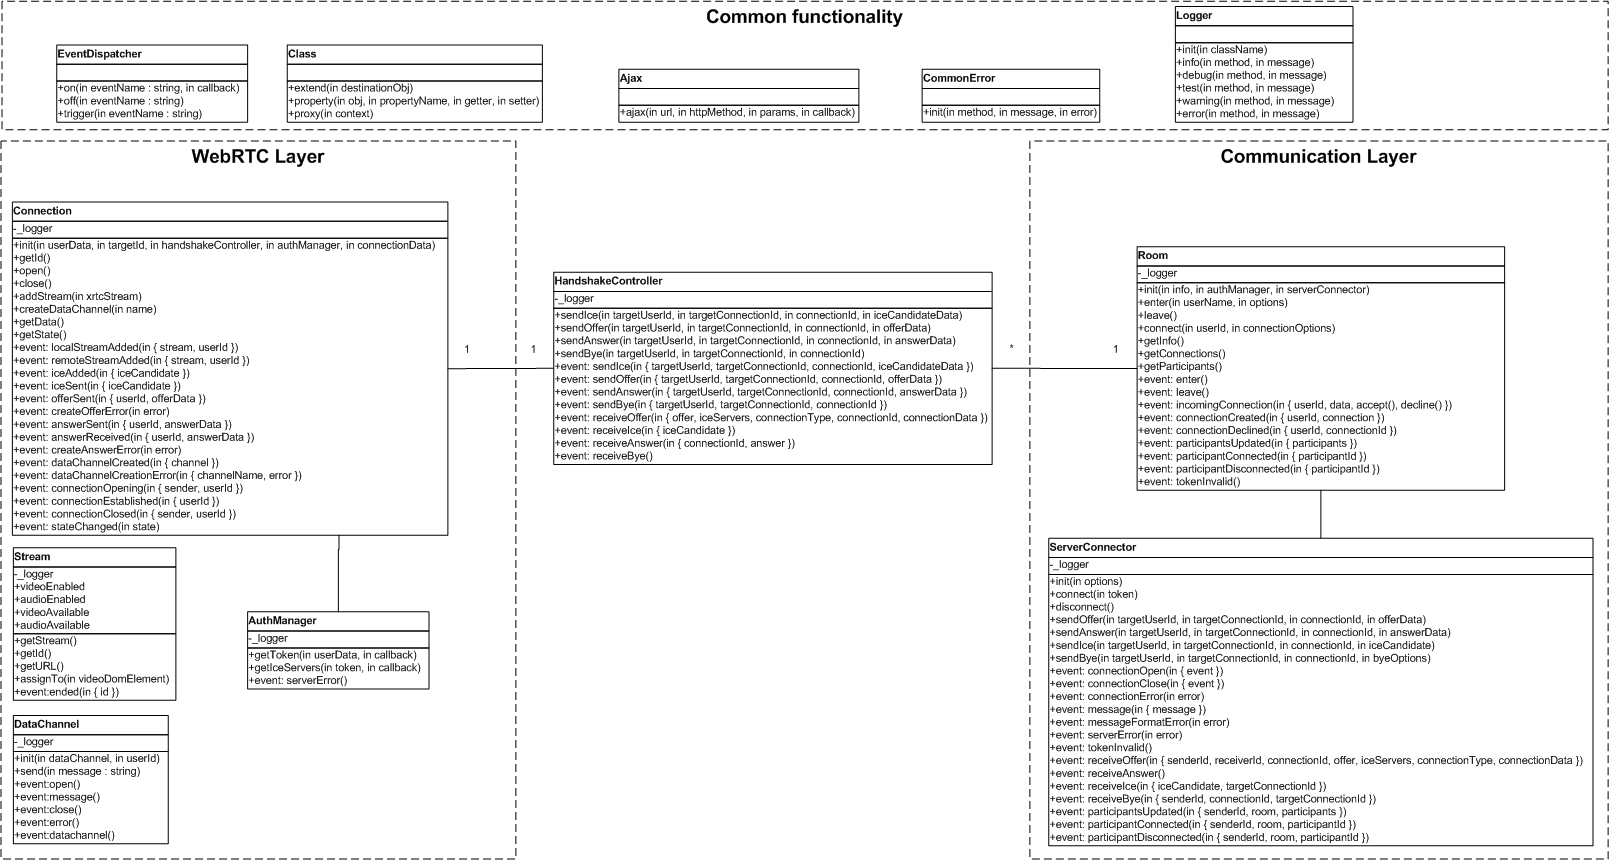 Common functionality
EventDispatcher
+on(in eventName : string, in callback)
+off(in eventName : string)
+trigger(in eventName : string)
Class
+extend(in destinationObj)
+property(in obj, in propertyName, in getter, in setter)
+proxy(in context)
Ajax
+ajax(in url, in httpMethod, in params, in callback)
CommonError
+init(in method, in message, in error)
Logger
+init(in className)
+info(in method, in message)
+debug(in method, in message)
+test(in method, in message)
+warning(in method, in message)
+error(in method, in message)
WebRTC Layer
Connection
-_logger
+init(in userData, in targetId, in handshakeController, in authManager, in connectionData)
+getId()
+open()
+close()
+addStream(in xrtcStream)
+createDataChannel(in name)
+getData()
+getState()
+event: localStreamAdded(in { stream, userId })
+event: remoteStreamAdded(in { stream, userId })
+event: iceAdded(in { iceCandidate })
+event: iceSent(in { iceCandidate })
+event: offerSent(in { userId, offerData })
+event: createOfferError(in error)
+event: answerSent(in { userId, answerData })
+event: answerReceived(in { userId, answerData })
+event: createAnswerError(in error)
+event: dataChannelCreated(in { channel })
+event: dataChannelCreationError(in { channelName, error })
+event: connectionOpening(in { sender, userId })
+event: connectionEstablished(in { userId })
+event: connectionClosed(in { sender, userId })
+event: stateChanged(in state)
Stream
-_logger
+videoEnabled
+audioEnabled
+videoAvailable
+audioAvailable
+getStream()
+getId()
+getURL()
+assignTo(in videoDomElement)
+event:ended(in { id })
AuthManager
-_logger
+getToken(in userData, in callback)
+getIceServers(in token, in callback)
+event: serverError()
DataChannel
-_logger
+init(in dataChannel, in userId)
+send(in message : string)
+event:open()
+event:message()
+event:close()
+event:error()
+event:datachannel()
1
1
HandshakeController
-_logger
+sendIce(in targetUserId, in targetConnectionId, in connectionId, in iceCandidateData)
+sendOffer(in targetUserId, in targetConnectionId, in connectionId, in offerData)
+sendAnswer(in targetUserId, in targetConnectionId, in connectionId, in answerData)
+sendBye(in targetUserId, in targetConnectionId, in connectionId)
+event: sendIce(in { targetUserId, targetConnectionId, connectionId, iceCandidateData })
+event: sendOffer(in { targetUserId, targetConnectionId, connectionId, offerData })
+event: sendAnswer(in { targetUserId, targetConnectionId, connectionId, answerData })
+event: sendBye(in { targetUserId, targetConnectionId, connectionId })
+event: receiveOffer(in { offer, iceServers, connectionType, connectionId, connectionData })
+event: receiveIce(in { iceCandidate })
+event: receiveAnswer(in { connectionId, answer })
+event: receiveBye()
*
1
Communication Layer
Room
-_logger
+init(in info, in authManager, in serverConnector)
+enter(in userName, in options)
+leave()
+connect(in userId, in connectionOptions)
+getInfo()
+getConnections()
+getParticipants()
+event: enter()
+event: leave()
+event: incomingConnection(in { userId, data, accept(), decline() })
+event: connectionCreated(in { userId, connection })
+event: connectionDeclined(in { userId, connectionId })
+event: participantsUpdated(in { participants })
+event: participantConnected(in { participantId })
+event: participantDisconnected(in { participantId })
+event: tokenInvalid()
ServerConnector
-_logger
+init(in options)
+connect(in token)
+disconnect()
+sendOffer(in targetUserId, in targetConnectionId, in connectionId, in offerData)
+sendAnswer(in targetUserId, in targetConnectionId, in connectionId, in answerData)
+sendIce(in targetUserId, in targetConnectionId, in connectionId, in iceCandidate)
+sendBye(in targetUserId, in targetConnectionId, in connectionId, in byeOptions)
+event: connectionOpen(in { event })
+event: connectionClose(in { event })
+event: connectionError(in error)
+event: message(in { message })
+event: messageFormatError(in error)
+event: serverError(in error)
+event: tokenInvalid()
+event: receiveOffer(in { senderId, receiverId, connectionId, offer, iceServers, connectionType, connectionData })
+event: receiveAnswer()
+event: receiveIce(in { iceCandidate, targetConnectionId })
+event: receiveBye(in { senderId, connectionId, targetConnectionId })
+event: participantsUpdated(in { senderId, room, participants })
+event: participantConnected(in { senderId, room, participantId })
+event: participantDisconnected(in { senderId, room, participantId })